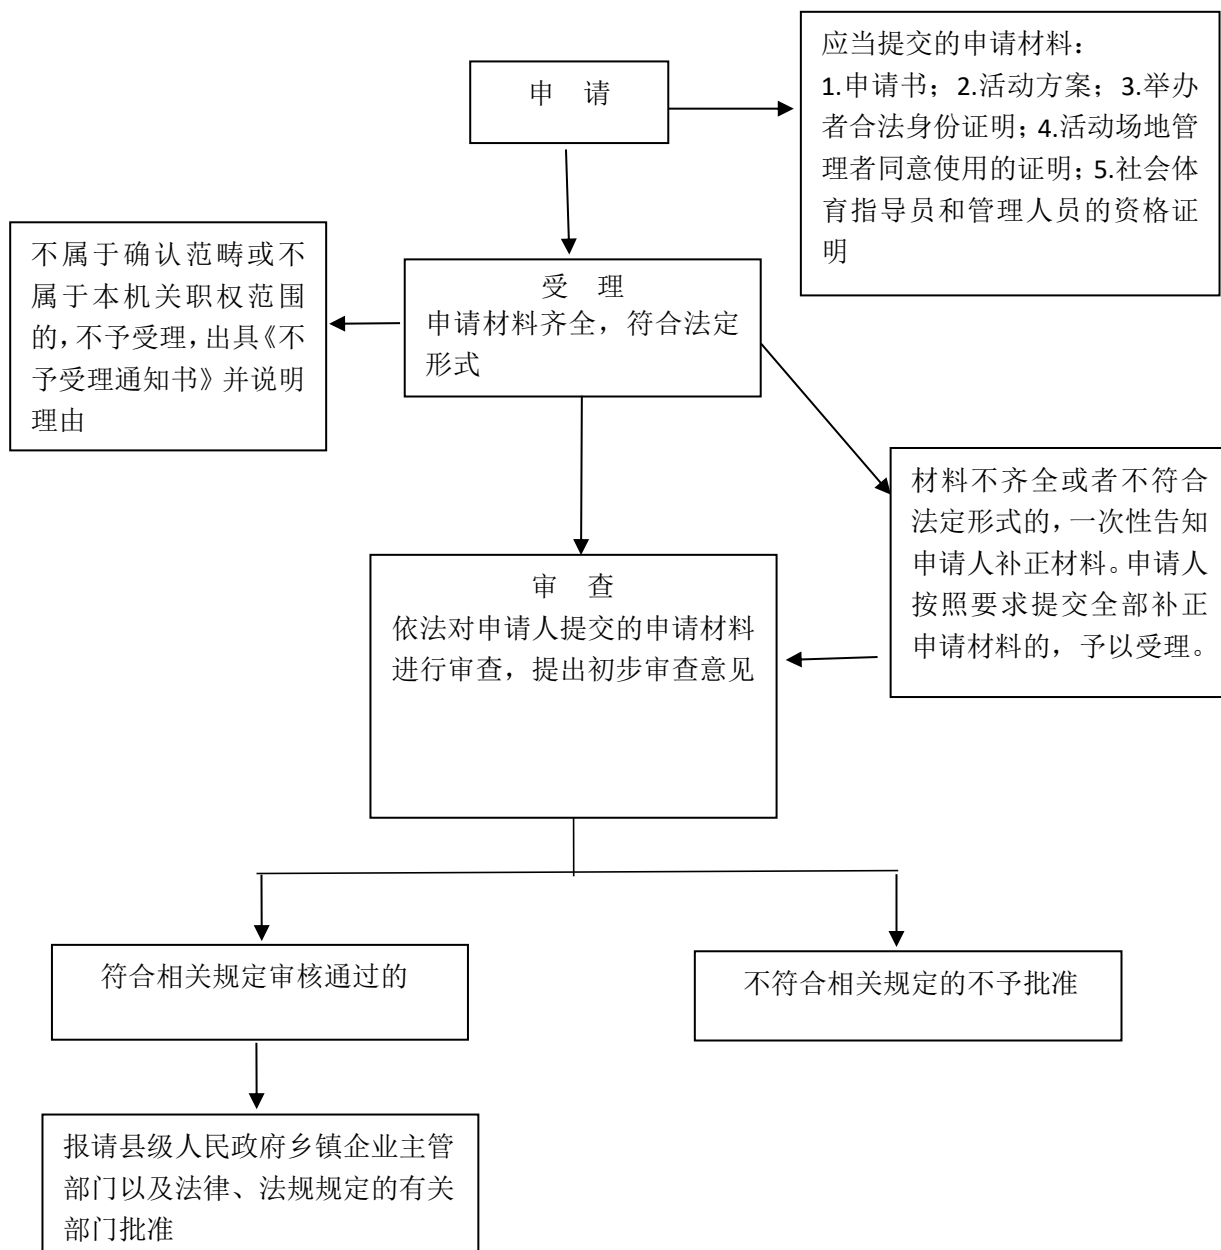 申 请
应当提交的申请材料：
1.申请书；2.活动方案；3.举办
者合法身份证明；4.活动场地管
理者同意使用的证明；5.社会体
育指导员和管理人员的资格证
明
不属于确认范畴或不
属于本机关职权范围
的，不予受理，出具《不
予受理通知书》并说明
理由
受 理
申请材料齐全，符合法定
形式
材料不齐全或者不符合
法定形式的，一次性告知
申请人补正材料。申请人
按照要求提交全部补正
申请材料的，予以受理。
审 查
依法对申请人提交的申请材料
进行审查，提出初步审查意见
符合相关规定审核通过的
不符合相关规定的不予批准
报请县级人民政府乡镇企业主管
部门以及法律、法规规定的有关
部门批准